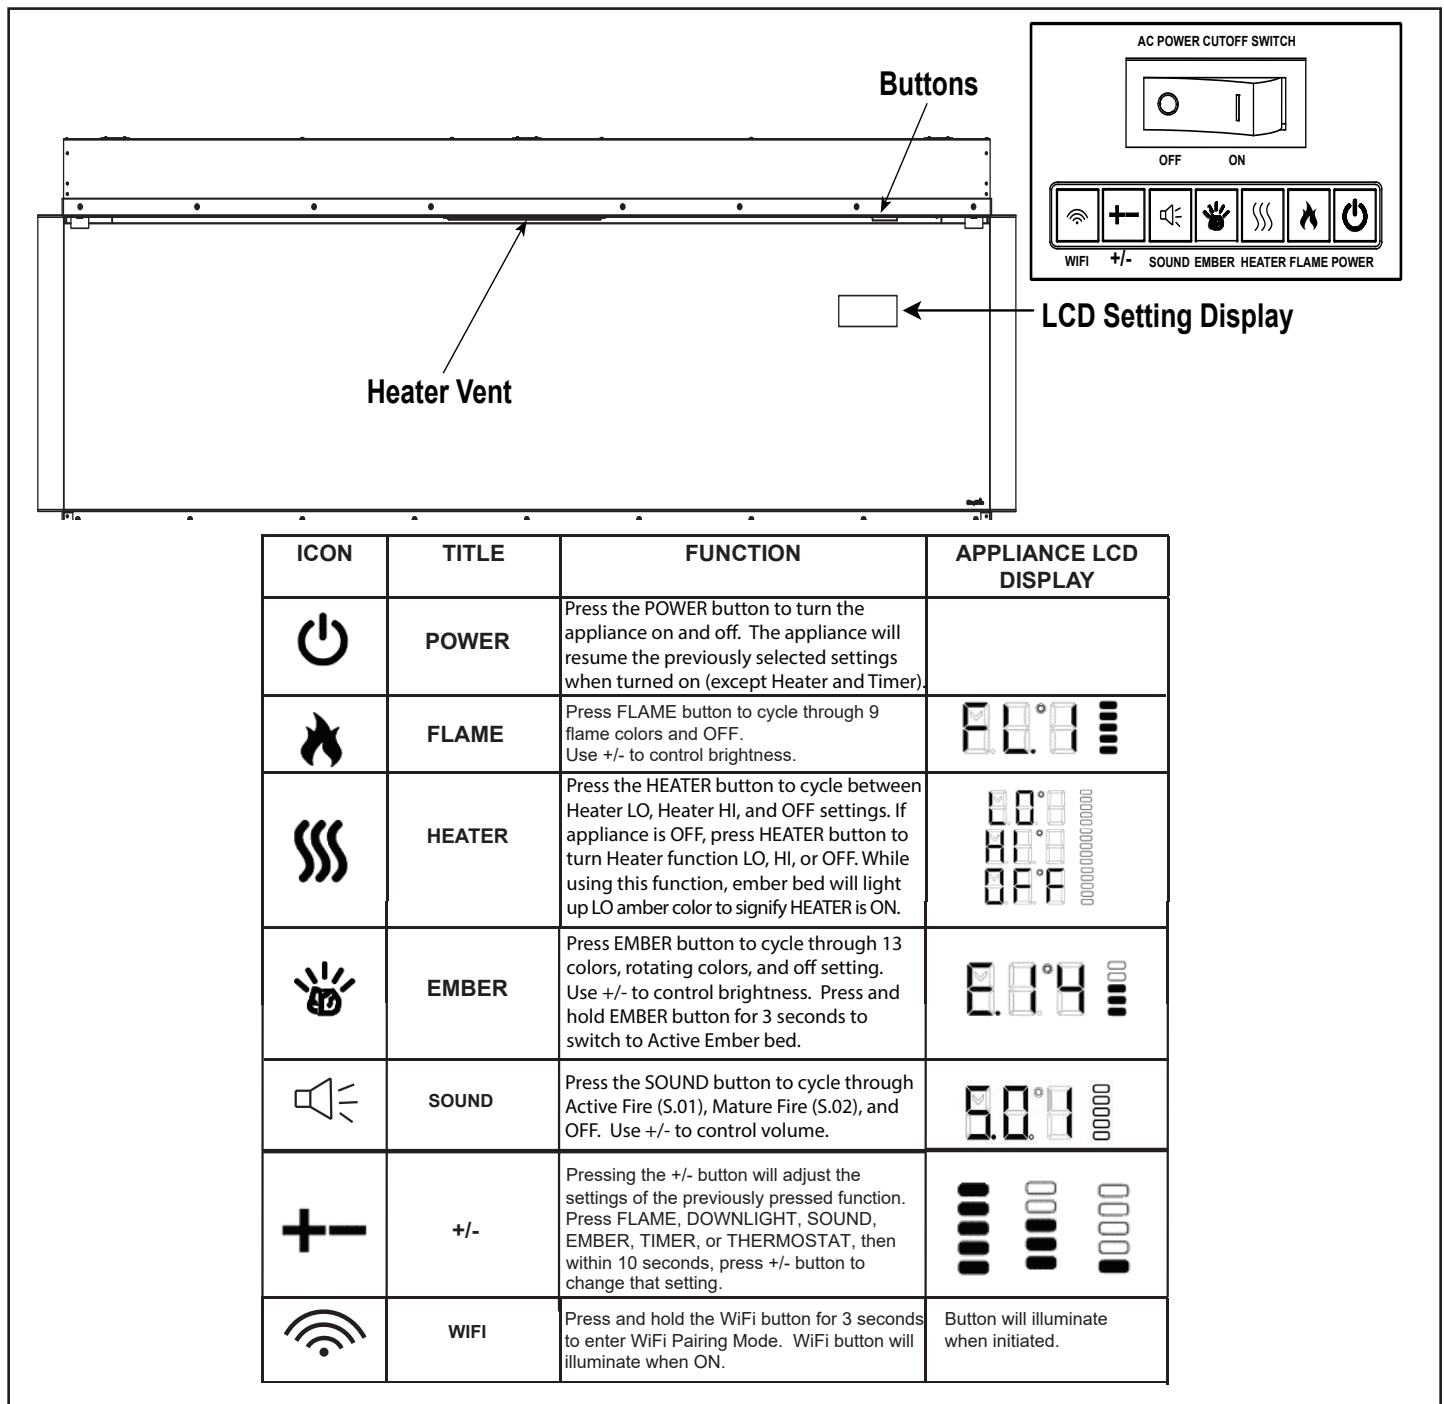 AC POWER CUTOFF SWITCH
Buttons
OFF ON
WIFI +/- SOUND EMBER HEATER FLAME POWER
LCD Setting Display
Heater Vent
ICON TITLE FUNCTION APPLIANCE LCD
DISPLAY
POWER
Press the POWER button to turn the
appliance on and off. The appliance will
resume the previously selected settings
when turned on (except Heater and Timer).
FLAME
Press FLAME button to cycle through 9
flame colors and OFF.
Use +/- to control brightness.
FL.1
HEATER
Press the HEATER button to cycle between
Heater LO, Heater HI, and OFF settings. If
appliance is OFF, press HEATER button to
turn Heater function LO, HI, or OFF. While
using this function, ember bed will light
up LO amber color to signify HEATER is ON.
LO
HI
OFF
EMBER
Press EMBER button to cycle through 13
colors, rotating colors, and off setting.
Use +/- to control brightness. Press and
hold EMBER button for 3 seconds to
switch to Active Ember bed.
E.14
SOUND
Press the SOUND button to cycle through
Active Fire (S.01), Mature Fire (S.02), and
OFF. Use +/- to control volume.
S.0.1
+/-
Pressing the +/- button will adjust the
settings of the previously pressed function.
Press FLAME, DOWNLIGHT, SOUND,
EMBER, TIMER, or THERMOSTAT, then
within 10 seconds, press +/- button to
change that setting.
WIFI
Press and hold the WiFi button for 3 seconds
to enter WiFi Pairing Mode. WiFi button will
illuminate when ON.
Button will illuminate
when initiated.